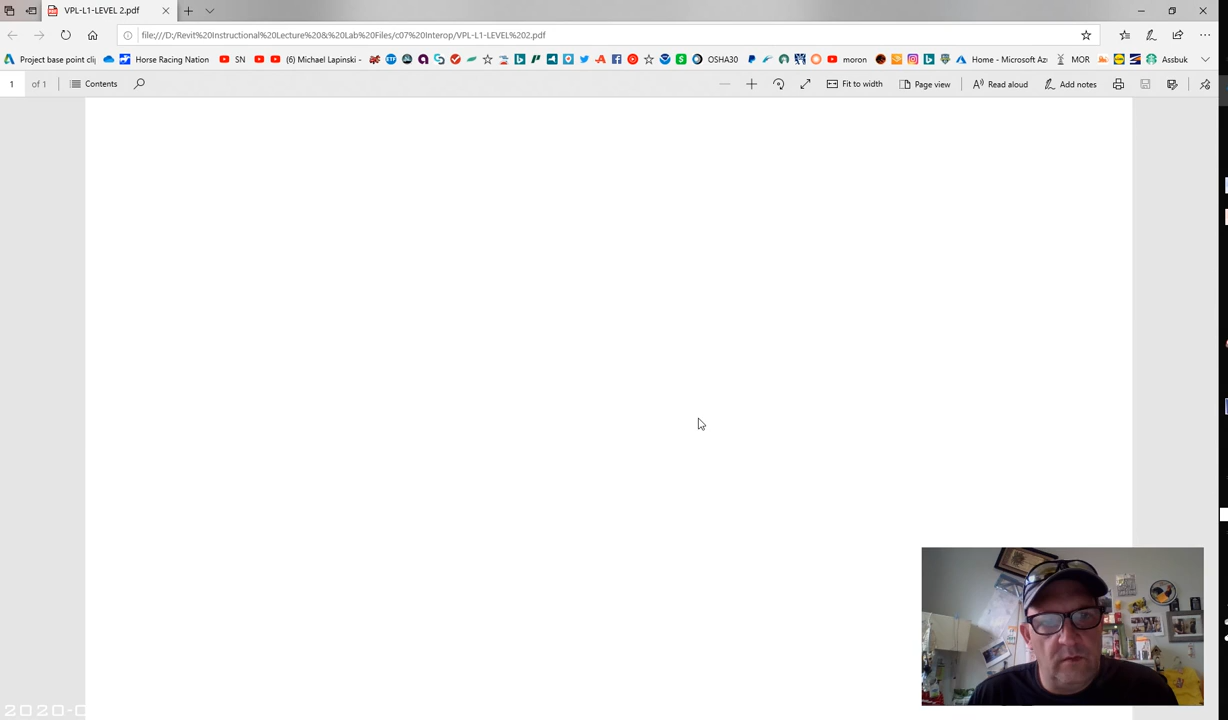 VPL-L1-LEVEL 2.pdf
file:///D:/Revit%20Instructional%20Lecture%20&%20Lab%20Files/c07%20Interop/VPL-L1-LEVEL%202.pdf
Project base point cli Horse Racing Nation SN (6) Michael Lapinski - OSHA30 moron Home - Microsoft Az MOR Assbuk
1 of 1 Contents Fit to width Page view Read aloud Add notes
2020-0